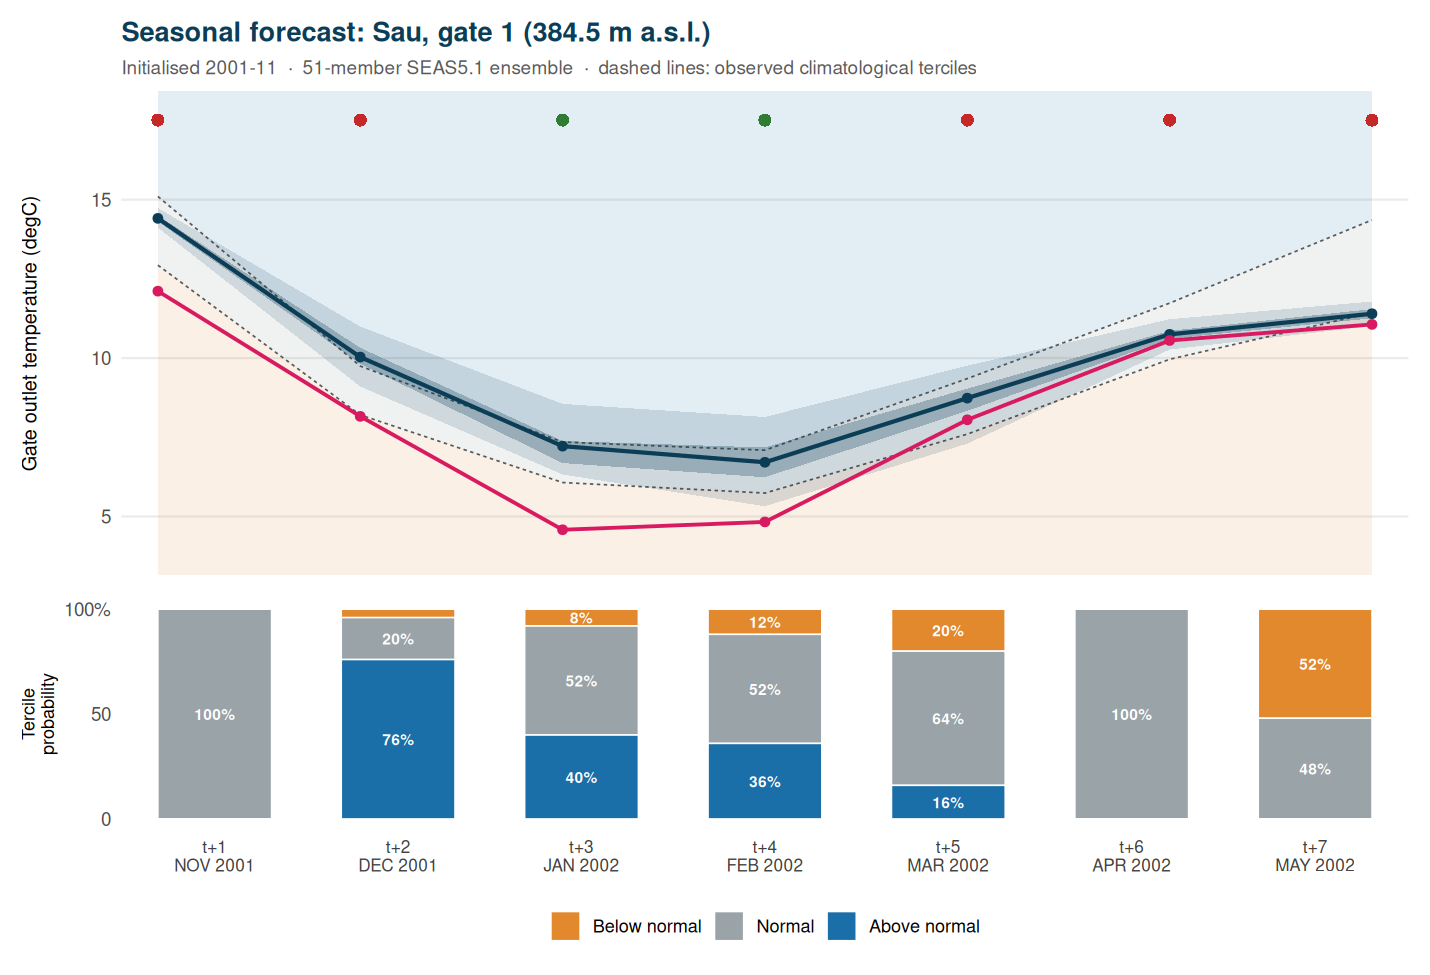 Seasonal forecast: Sau, gate 1 (384.5 m a.s.l.)
Initialised 2001-11 · 51-member SEAS5.1 ensemble · dashed lines: observed climatological terciles
Gate outlet temperature (degC)
15
10
5
Tercile
probability
100%
50
0
100%
20%
76%
8%
52%
40%
12%
52%
36%
20%
64%
16%
100%
52%
48%
t+1
NOV 2001
t+2
DEC 2001
t+3
JAN 2002
t+4
FEB 2002
t+5
MAR 2002
t+6
APR 2002
t+7
MAY 2002
Below normal
Normal
Above normal